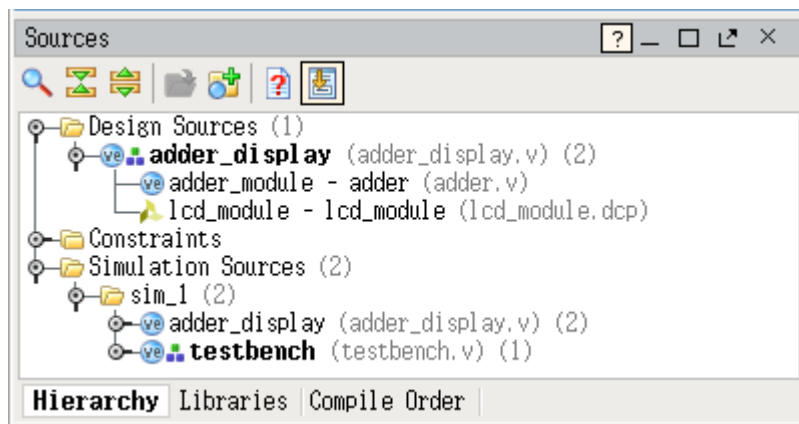 Sources
Design Sources (1)
adder_display (adder_display.v) (2)
adder_module - adder (adder.v)
lcd_module - lcd_module (lcd_module.dcp)
Constraints
Simulation Sources (2)
sim_1 (2)
adder_display (adder_display.v) (2)
testbench (testbench.v) (1)
Hierarchy Libraries Compile Order